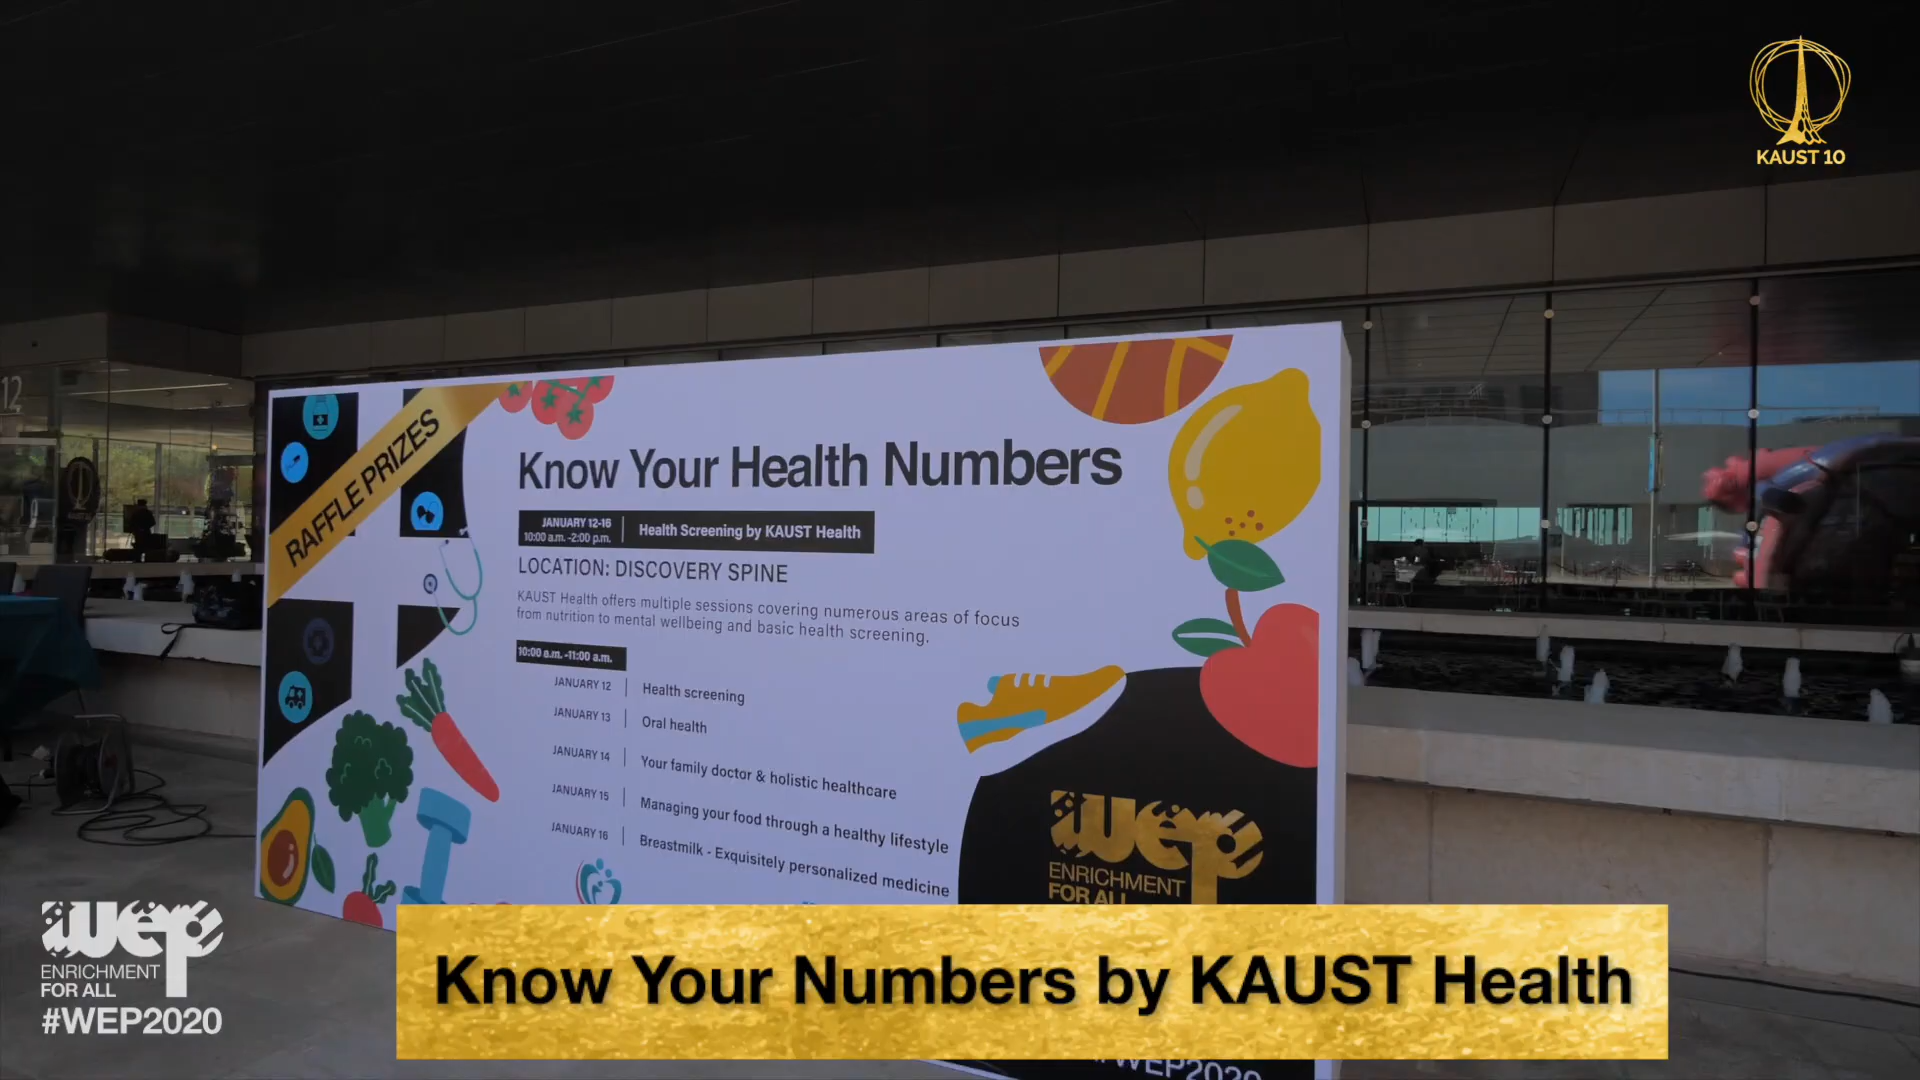 KAUST 10
12
RAFFLE PRIZES
Know Your Health Numbers
JANUARY 12-16
10:00 a.m. -2:00 p.m.
Health Screening by KAUST Health
LOCATION: DISCOVERY SPINE
KAUST Health offers multiple sessions covering numerous areas of focus
from nutrition to mental wellbeing and basic health screening.
10:00 a.m. -11:00 a.m.
JANUARY 12 Health screening
JANUARY 13 Oral health
JANUARY 14 Your family doctor & holistic healthcare
JANUARY 15 Managing your food through a healthy lifestyle
JANUARY 16 Breastmilk - Exquisitely personalized medicine
wep
ENRICHMENT
FOR ALL
wep
ENRICHMENT
FOR ALL
#WEP2020
Know Your Numbers by KAUST Health
#WEP2020